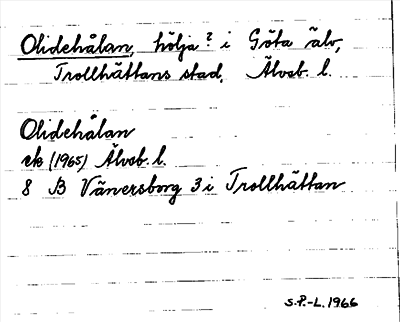 Olidehålan, hölja? i Göta älv,
Trollhättans stad, Älvsb. l.
Olidehålan
ek (1965) Älvsb. l.
8 B Vänersborg 3 i Trollhättan
S.P.-L. 1966